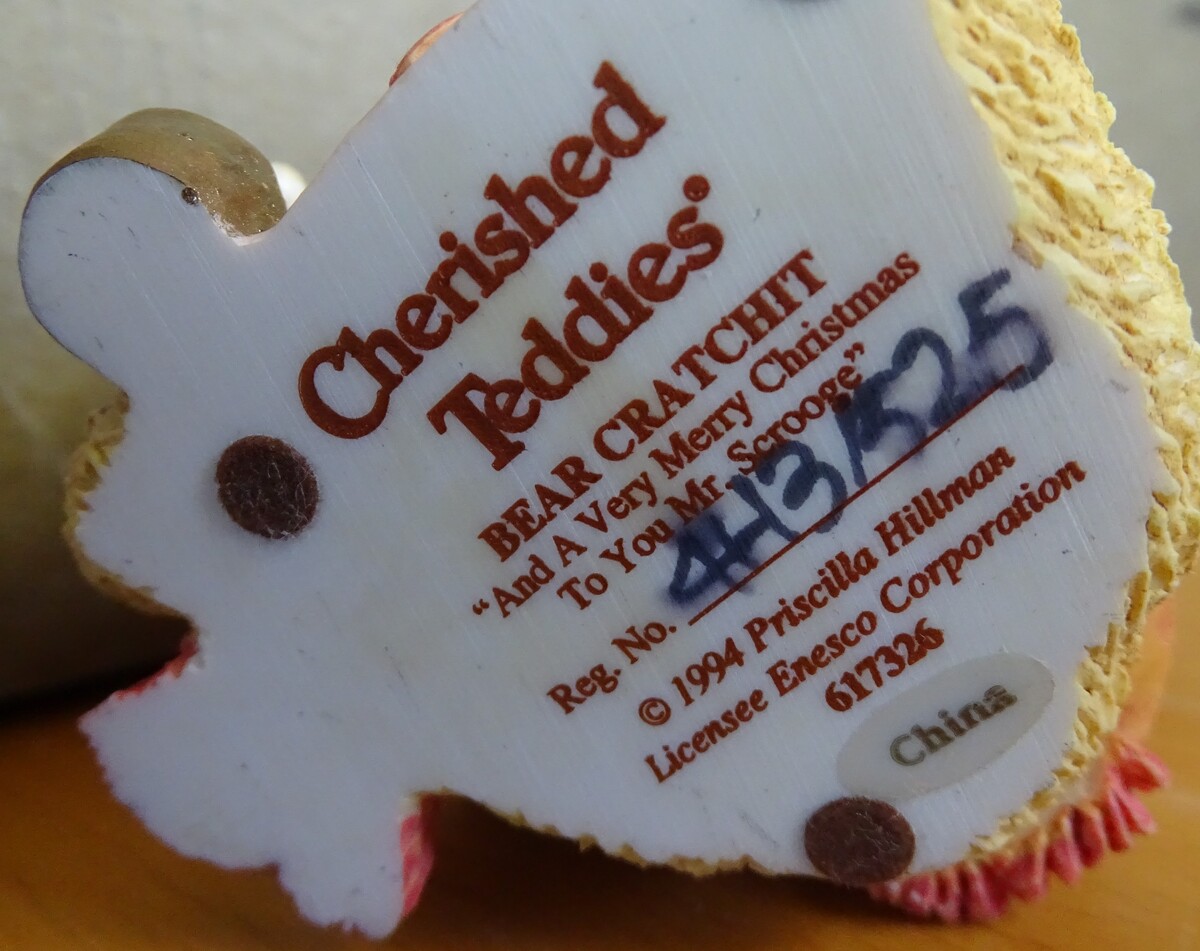 Cherished
Teddies®
BEAR CRATCHIT
“And A Very Merry Christmas
To You Mr. Scrooge”
Reg. No. 4H3/525
© 1994 Priscilla Hillman
Licensee Enesco Corporation
617326
China